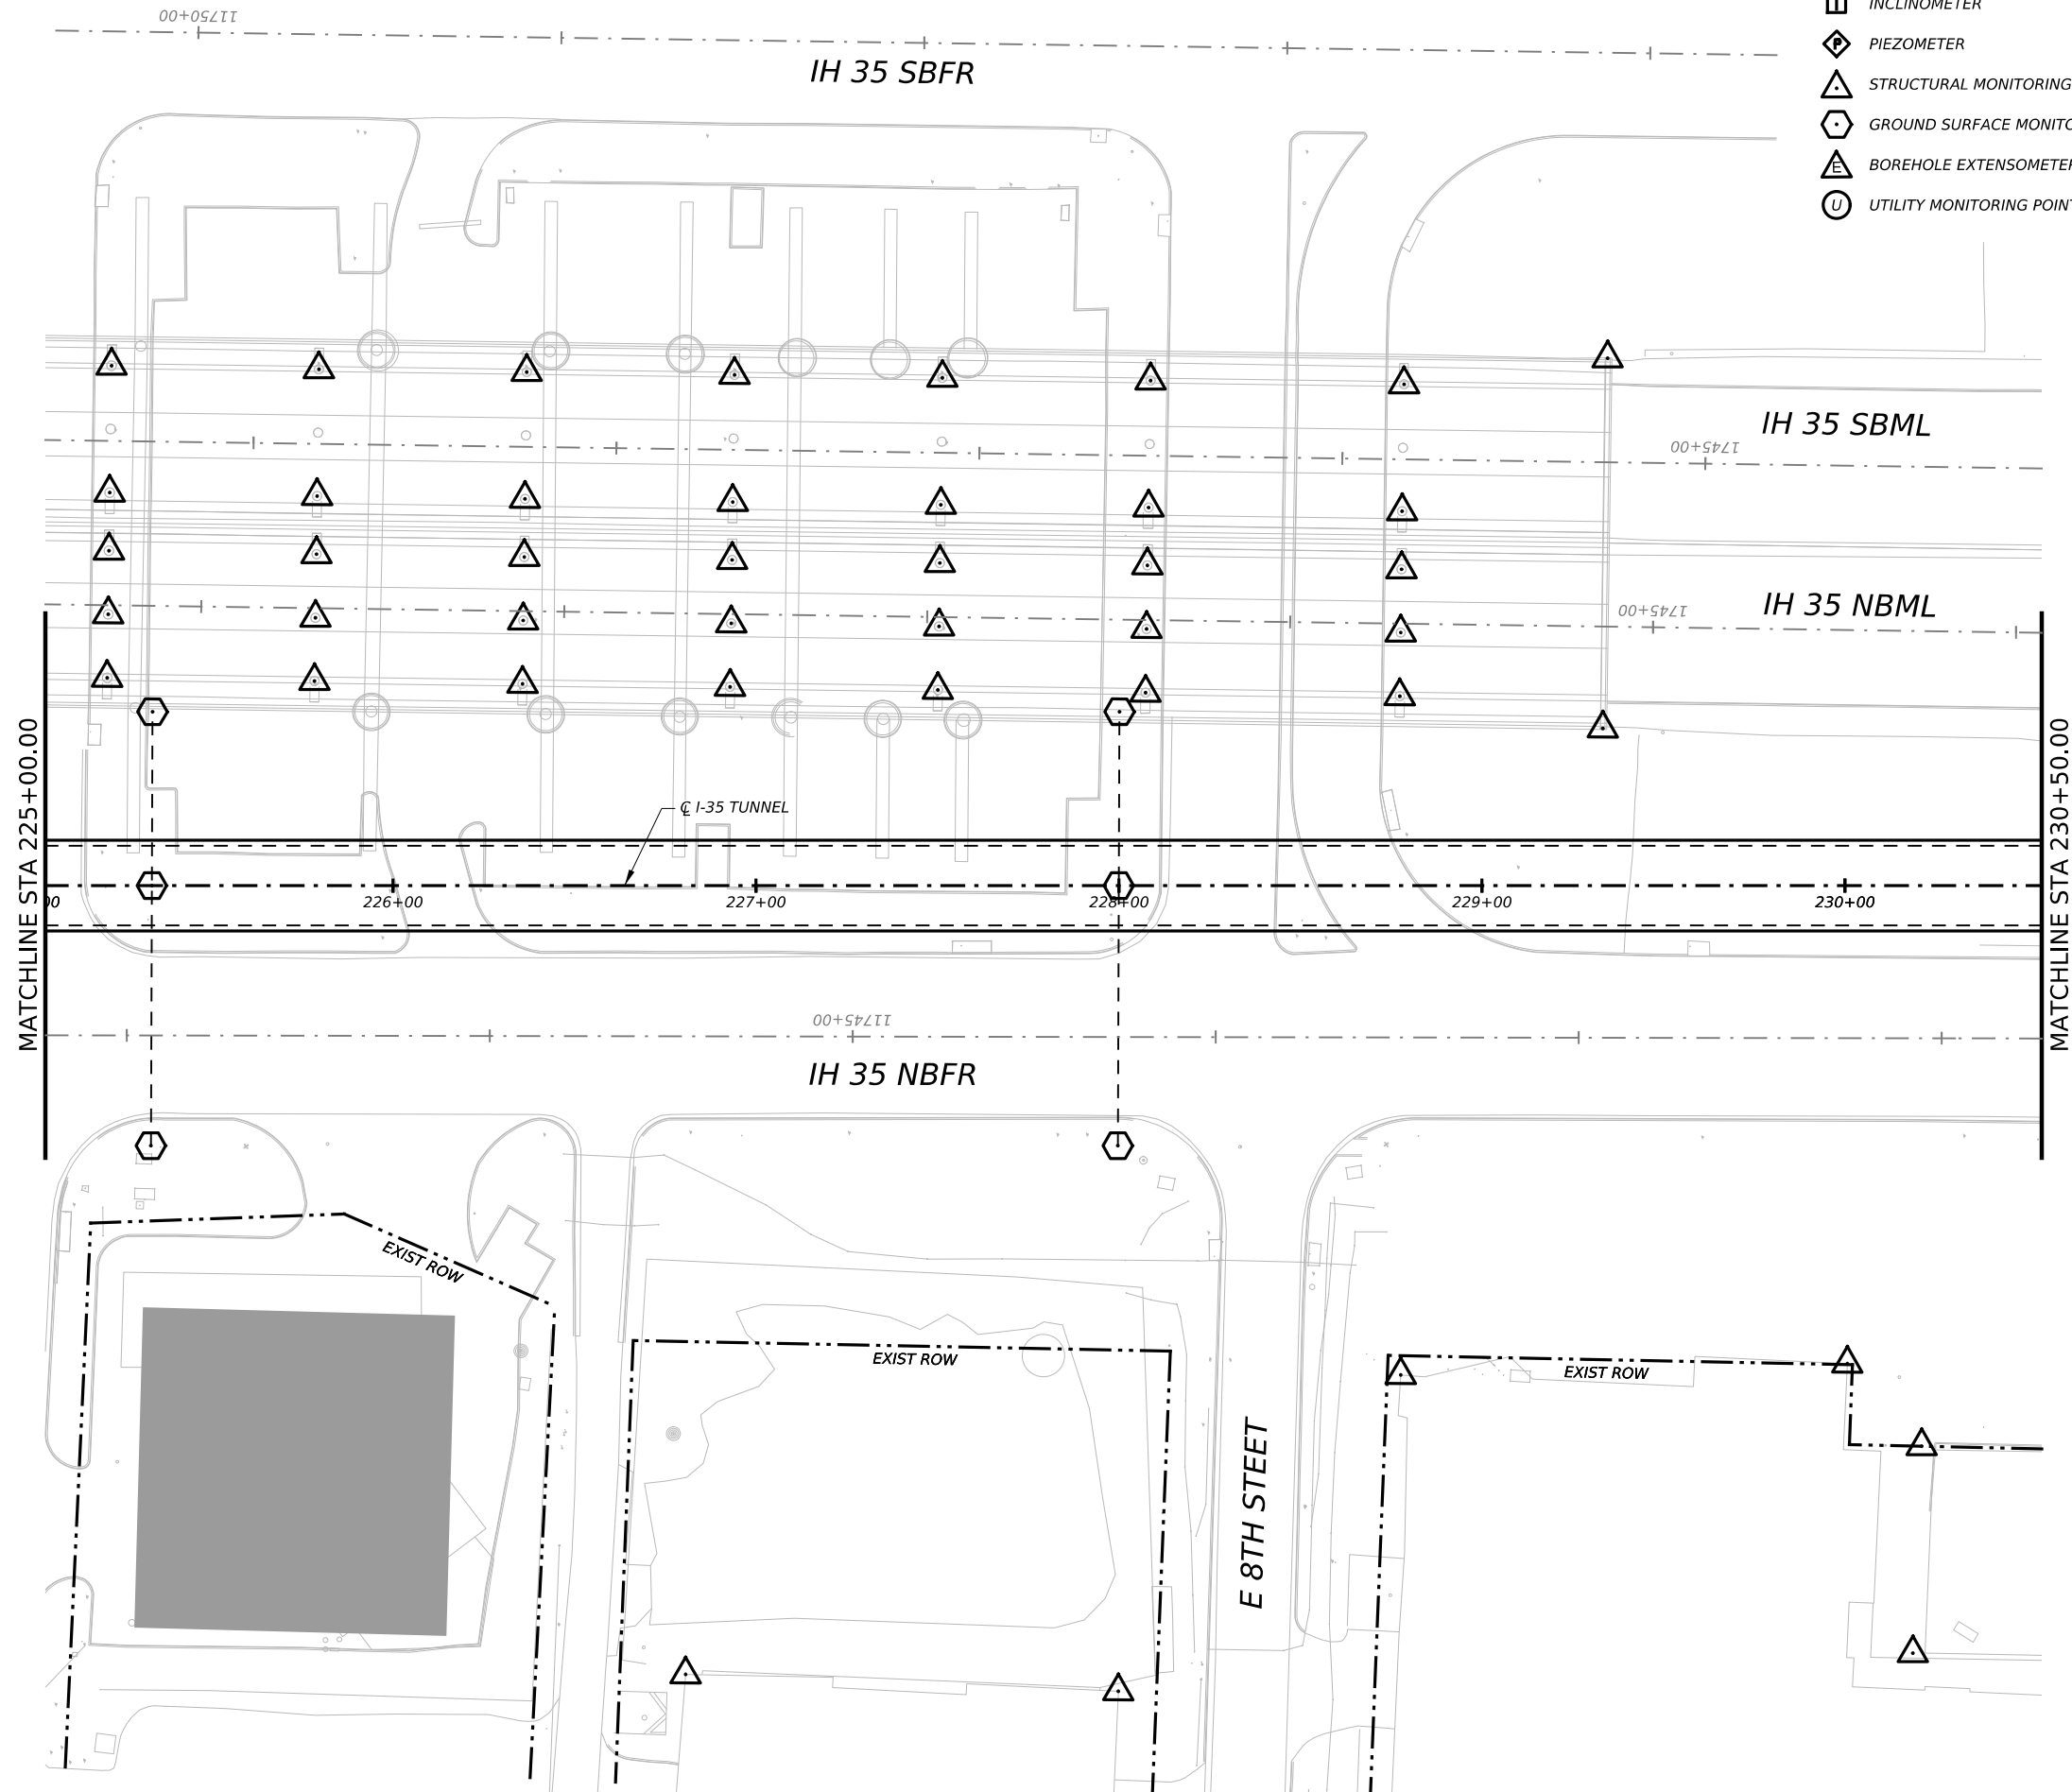 11750+00
INCLINOMETER
P PIEZOMETER
STRUCTURAL MONITORING
GROUND SURFACE MONITO
E BOREHOLE EXTENSOMETER
U UTILITY MONITORING POINT
IH 35 SBFR
IH 35 SBML
1745+00
1745+00
IH 35 NBML
MATCHLINE STA 225+00.00
MATCHLINE STA 230+50.00
℄ I-35 TUNNEL
00
226+00
227+00
228+00
229+00
230+00
11745+00
IH 35 NBFR
EXIST ROW
EXIST ROW
EXIST ROW
E 8TH STEET